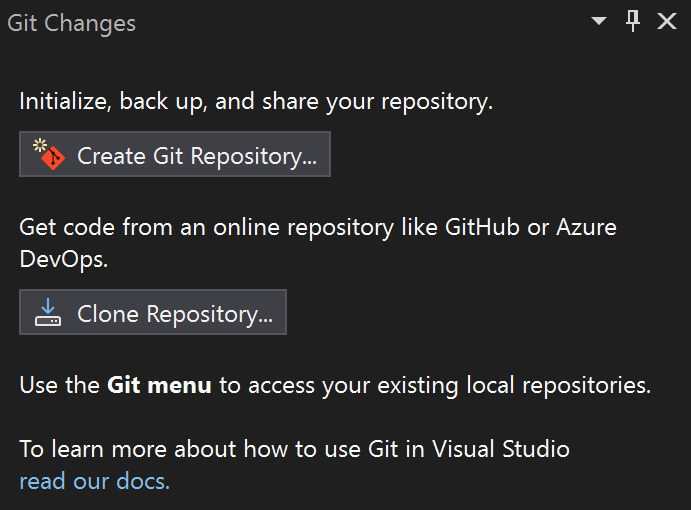 Git Changes
Initialize, back up, and share your repository.
Create Git Repository...
Get code from an online repository like GitHub or Azure
DevOps.
Clone Repository...
Use the Git menu to access your existing local repositories.
To learn more about how to use Git in Visual Studio
read our docs.